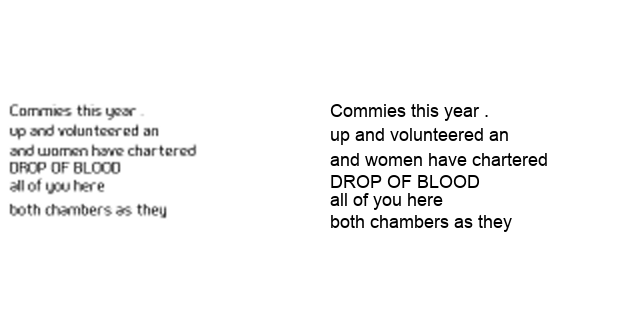 Commies this year .
up and volunteered an
and women have chartered
DROP OF BLOOD
all of you here
both chambers as they
Commies this year .
up and volunteered an
and women have chartered
DROP OF BLOOD
all of you here
both chambers as they